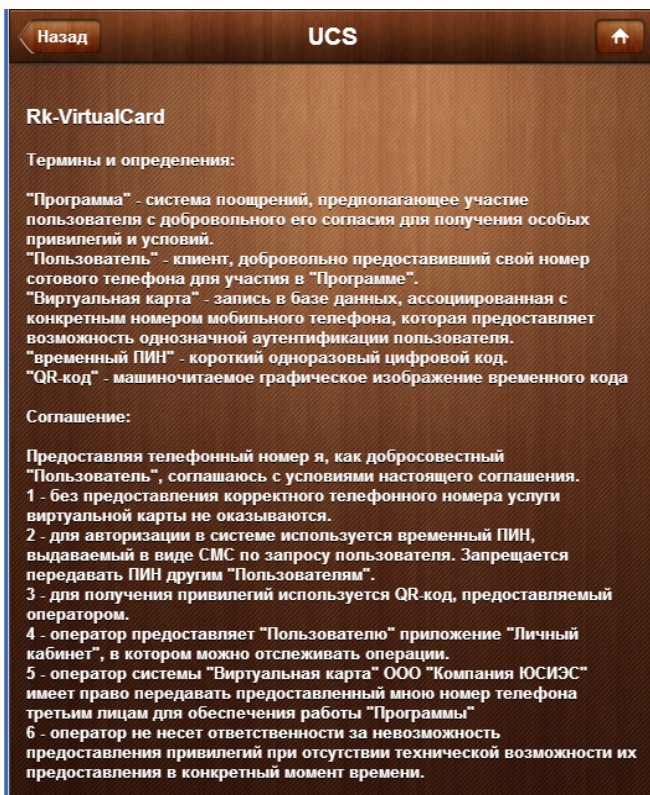 Назад
UCS
Rk-VirtualCard
Термины и определения:
"Программа" - система поощрений, предполагающее участие
пользователя с добровольного его согласия для получения особых
привилегий и условий.
"Пользователь" - клиент, добровольно предоставивший свой номер
сотового телефона для участия в "Программе".
"Виртуальная карта" - запись в базе данных, ассоциированная с
конкретным номером мобильного телефона, которая предоставляет
возможность однозначной аутентификации пользователя.
"временный ПИН" - короткий одноразовый цифровой код.
"QR-код" - машиночитаемое графическое изображение временного кода
Соглашение:
Предоставляя телефонный номер я, как добросовестный
"Пользователь", соглашаюсь с условиями настоящего соглашения.
1 - без предоставления корректного телефонного номера услуги
виртуальной карты не оказываются.
2 - для авторизации в системе используется временный ПИН,
выдаваемый в виде СМС по запросу пользователя. Запрещается
передавать ПИН другим "Пользователям".
3 - для получения привилегий используется QR-код, предоставляемый
оператором.
4 - оператор предоставляет "Пользователю" приложение "Личный
кабинет", в котором можно отслеживать операции.
5 - оператор системы "Виртуальная карта" ООО "Компания ЮСИЭС"
имеет право передавать предоставленный мною номер телефона
третьим лицам для обеспечения работы "Программы"
6 - оператор не несет ответственности за невозможность
предоставления привилегий при отсутствии технической возможности их
предоставления в конкретный момент времени.